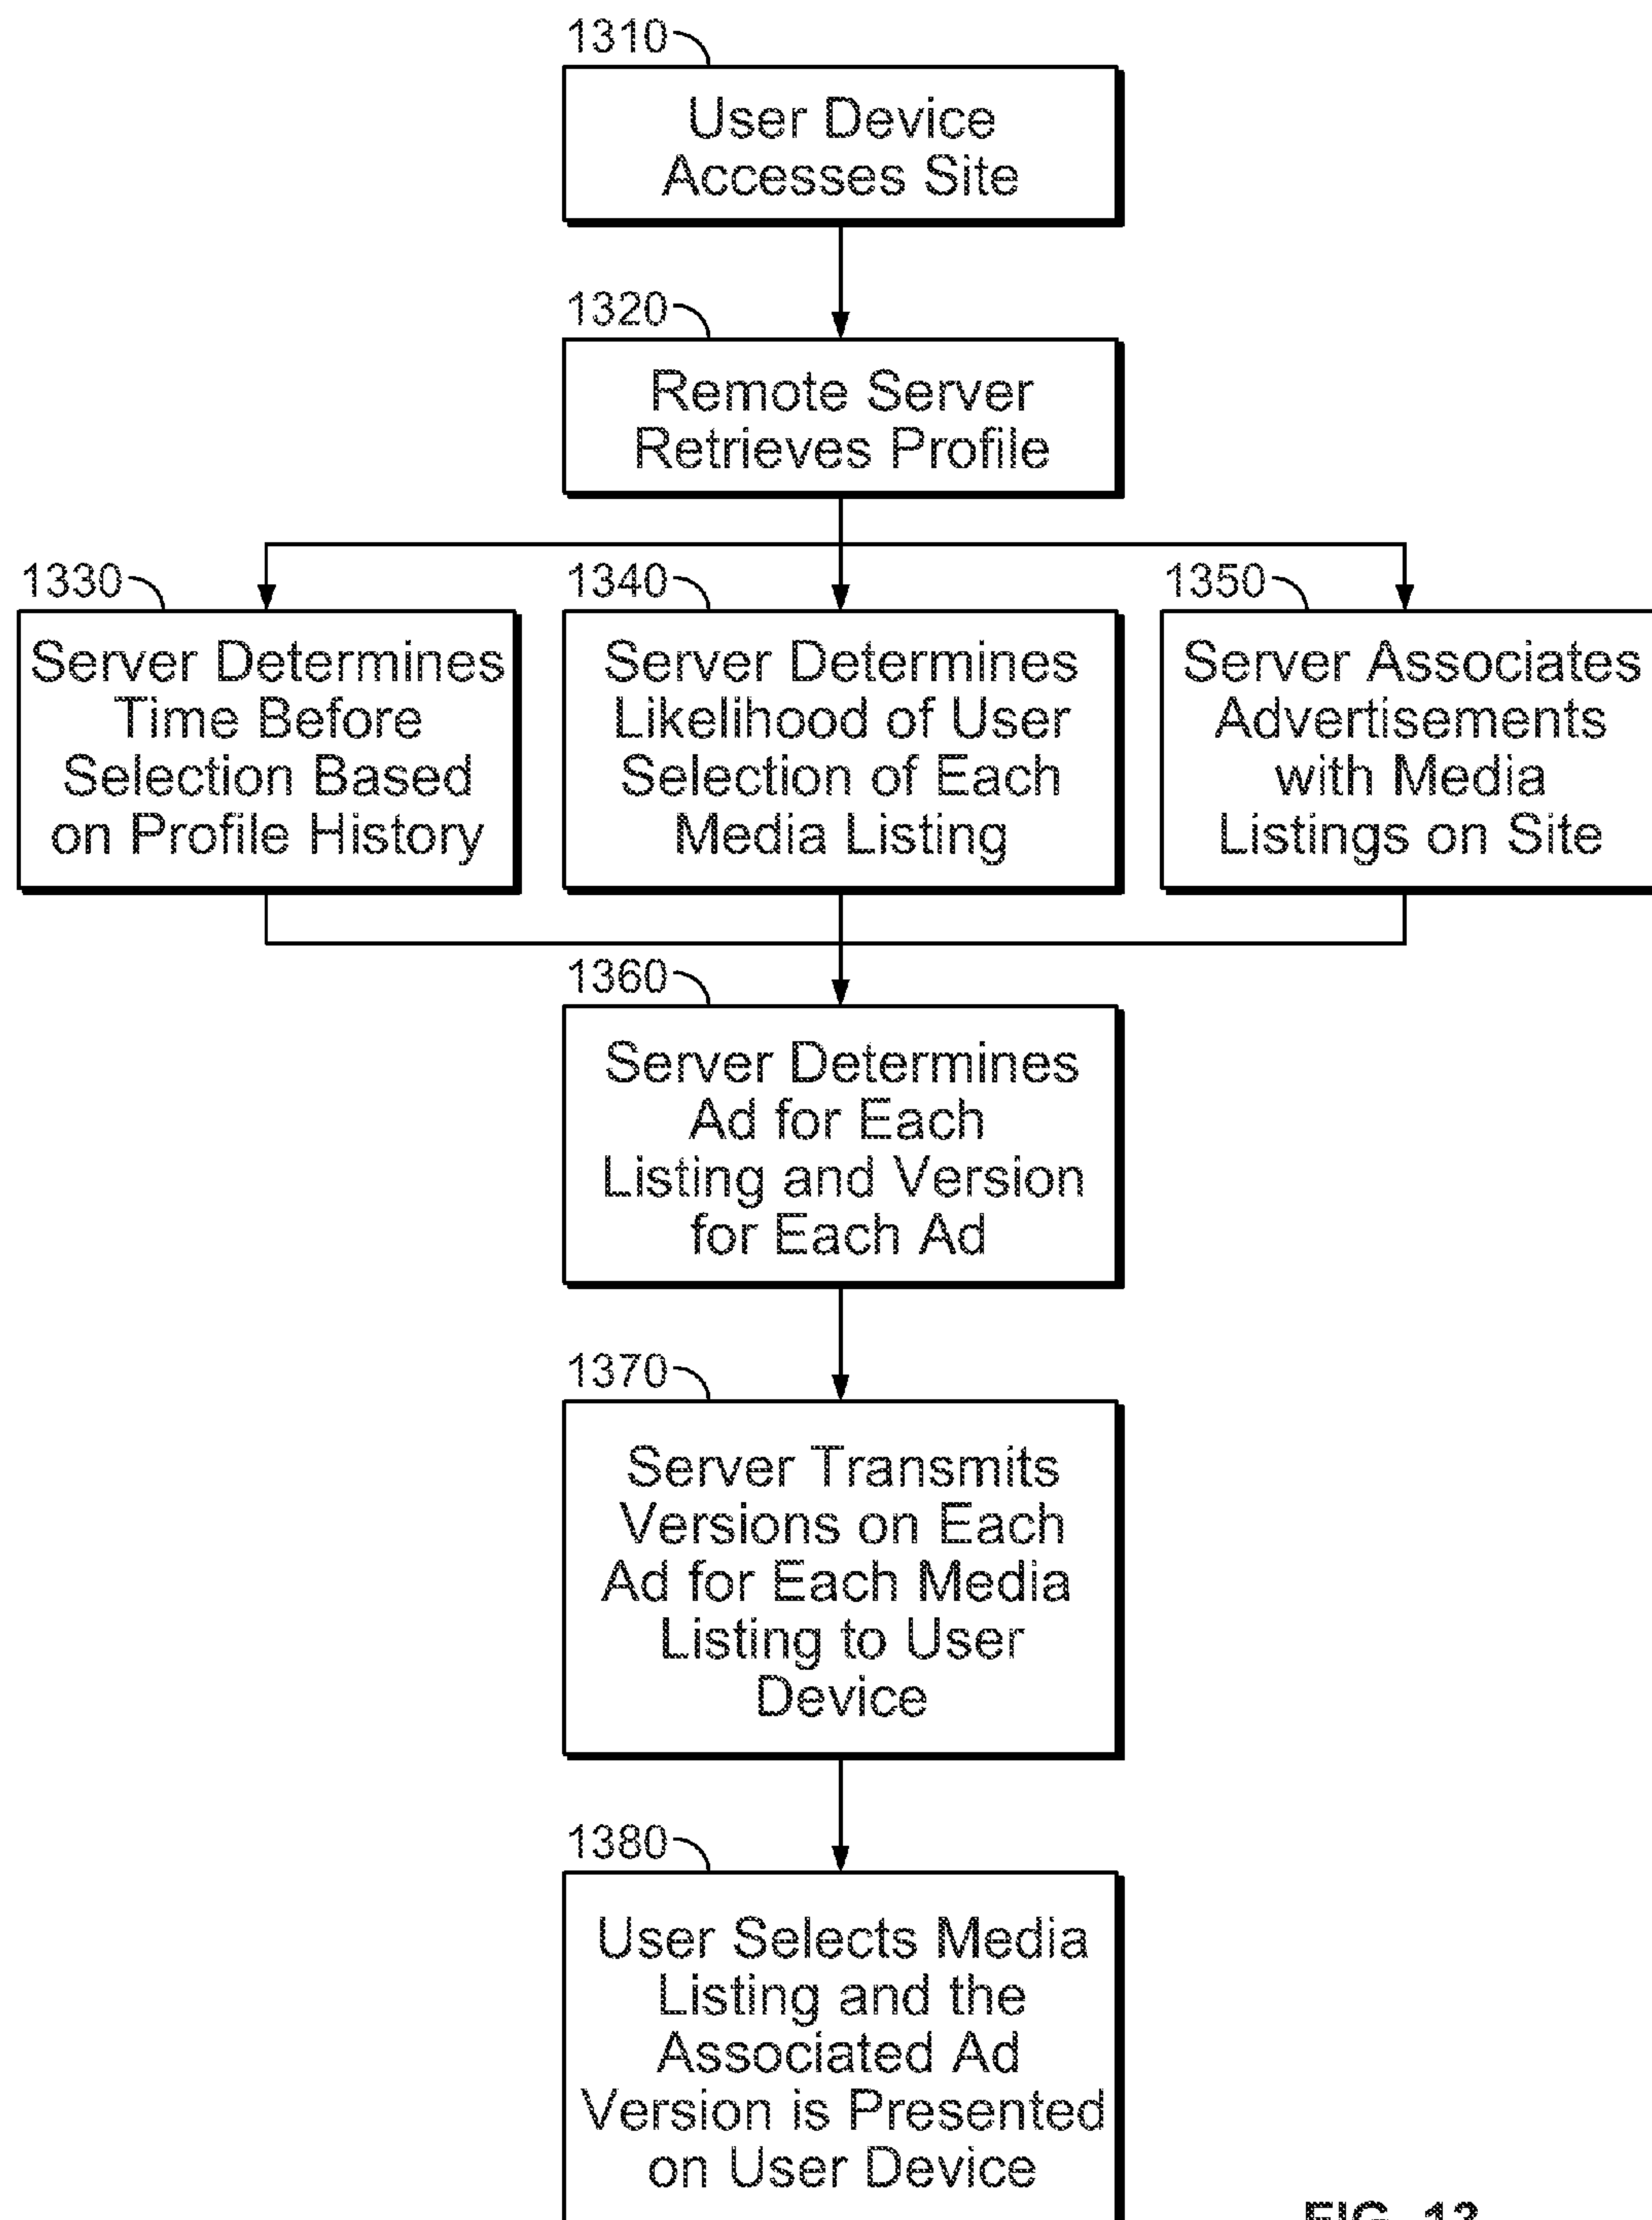 1310
User Device
Accesses Site
1320
Remote Server
Retrieves Profile
1330
Server Determines
Time Before
Selection Based
on Profile History
1340
Server Determines
Likelihood of User
Selection of Each
Media Listing
1350
Server Associates
Advertisements
with Media
Listings on Site
1360
Server Determines
Ad for Each
Listing and Version
for Each Ad
1370
Server Transmits
Versions on Each
Ad for Each Media
Listing to User
Device
1380
User Selects Media
Listing and the
Associated Ad
Version is Presented
on User Device
FIG. 13